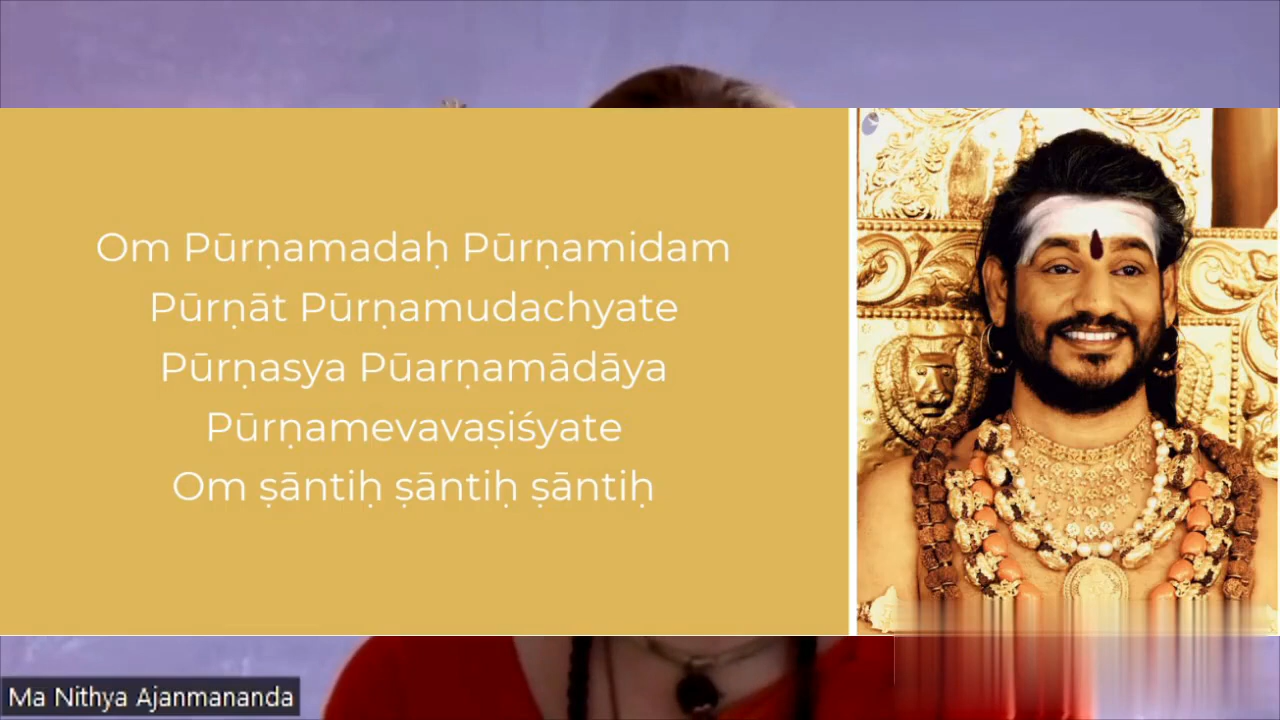 Om Pūrṇamadaḥ Pūrṇamidam
Pūrṇāt Pūrṇamudachyate
Pūrṇasya Pūarṇamādāya
Pūrṇamevavaṣiśyate
Om ṣāntiḥ ṣāntiḥ ṣāntiḥ
Ma Nithya Ajanmananda